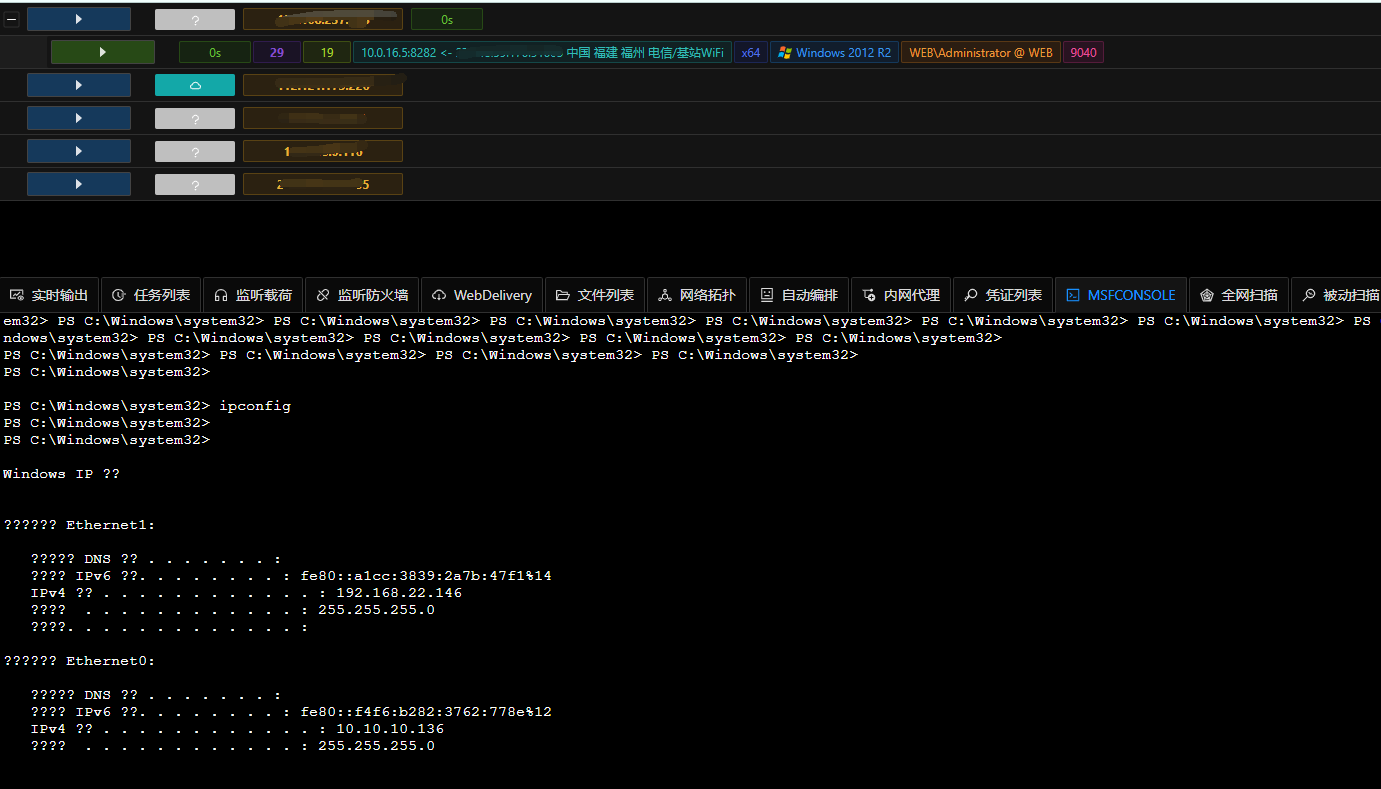 ? 0s
0s 29 19 10.0.16.5:8282 <- 中国 福建 福州 电信/基站WiFi x64 Windows 2012 R2 WEB\Administrator @ WEB 9040
?
?
?
实时输出 任务列表 监听载荷 监听防火墙 WebDelivery 文件列表 网络拓扑 自动编排 内网代理 凭证列表 MSFCONSOLE 全网扫描 被动扫描
em32> PS C:\Windows\system32> PS C:\Windows\system32> PS C:\Windows\system32> PS C:\Windows\system32> PS C:\Windows\system32> PS C:\Windows\system32> PS
ndows\system32> PS C:\Windows\system32> PS C:\Windows\system32> PS C:\Windows\system32> PS C:\Windows\system32>
PS C:\Windows\system32> PS C:\Windows\system32> PS C:\Windows\system32> PS C:\Windows\system32>
PS C:\Windows\system32>
PS C:\Windows\system32> ipconfig
PS C:\Windows\system32>
PS C:\Windows\system32>
Windows IP ??
?????? Ethernet1:
????? DNS ?? . . . . . . . :
???? IPv6 ??. . . . . . . . : fe80::a1cc:3839:2a7b:47f1%14
IPv4 ?? . . . . . . . . . . . . : 192.168.22.146
????  . . . . . . . . . . . . : 255.255.255.0
????. . . . . . . . . . . . . :
?????? Ethernet0:
????? DNS ?? . . . . . . . :
???? IPv6 ??. . . . . . . . : fe80::f4f6:b282:3762:778e%12
IPv4 ?? . . . . . . . . . . . . : 10.10.10.136
????  . . . . . . . . . . . . : 255.255.255.0